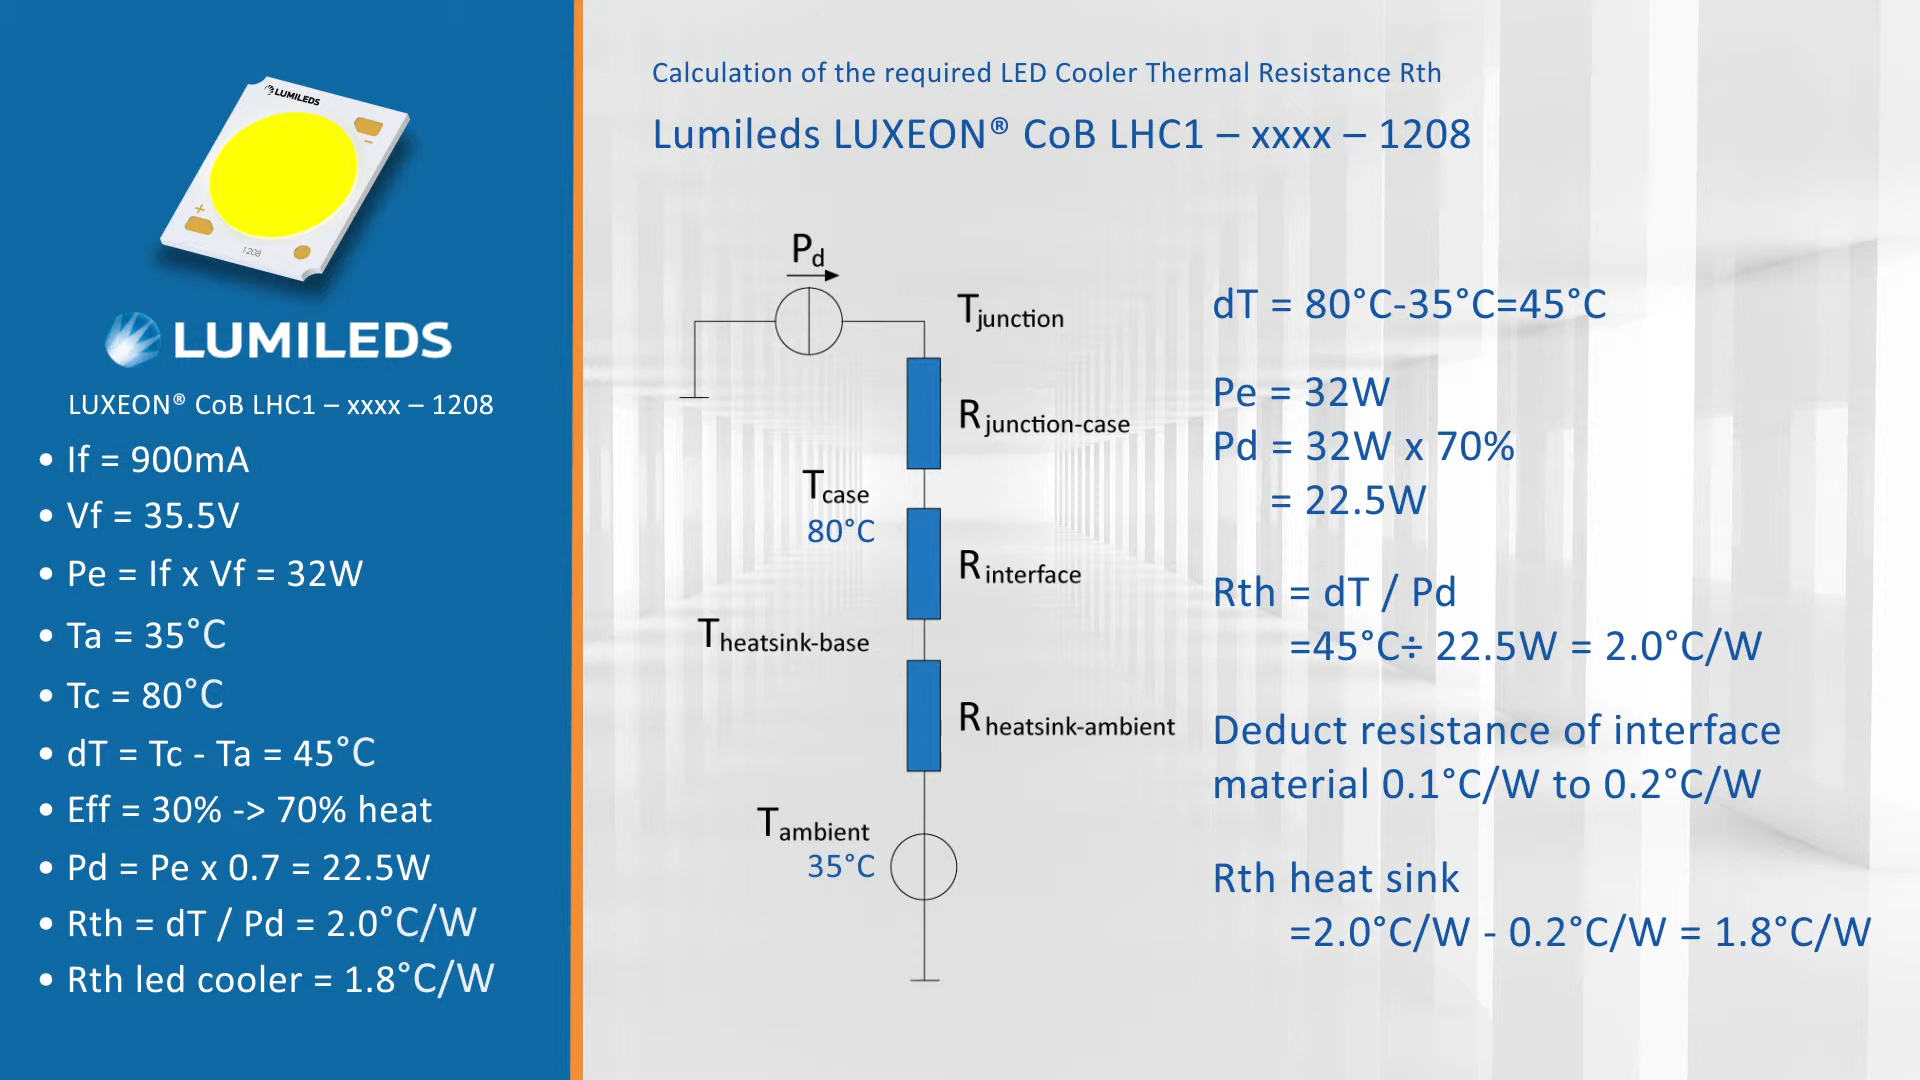 LUMILEDS
+
−
1208
LUMILEDS
LUXEON® CoB LHC1 – xxxx – 1208
• If = 900mA
• Vf = 35.5V
• Pe = If x Vf = 32W
• Ta = 35°C
• Tc = 80°C
• dT = Tc - Ta = 45°C
• Eff = 30% -> 70% heat
• Pd = Pe x 0.7 = 22.5W
• Rth = dT / Pd = 2.0°C/W
• Rth led cooler = 1.8°C/W
Calculation of the required LED Cooler Thermal Resistance Rth
Lumileds LUXEON® CoB LHC1 – xxxx – 1208
Pd
Tjunction
Rjunction-case
Tcase
80°C
Rinterface
Theatsink-base
Rheatsink-ambient
Tambient
35°C
dT = 80°C-35°C=45°C
Pe = 32W
Pd = 32W x 70%
= 22.5W
Rth = dT / Pd
=45°C÷ 22.5W = 2.0°C/W
Deduct resistance of interface
material 0.1°C/W to 0.2°C/W
Rth heat sink
=2.0°C/W - 0.2°C/W = 1.8°C/W